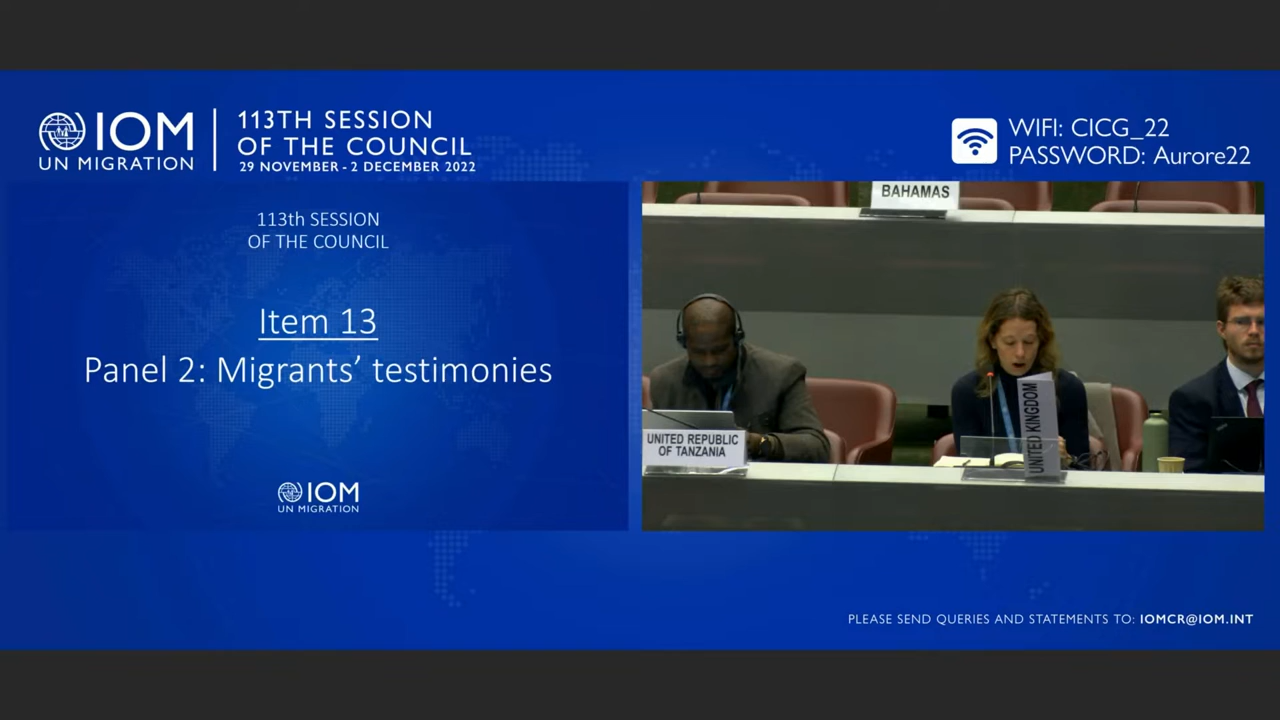 IOM
UN MIGRATION
113TH SESSION
OF THE COUNCIL
29 NOVEMBER - 2 DECEMBER 2022
WIFI: CICG_22
PASSWORD: Aurore22
113th SESSION
OF THE COUNCIL
Item 13
Panel 2: Migrants’ testimonies
IOM
UN MIGRATION
BAHAMAS
UNITED REPUBLIC
OF TANZANIA
UNITED KINGDOM
PLEASE SEND QUERIES AND STATEMENTS TO: IOMCR@IOM.INT